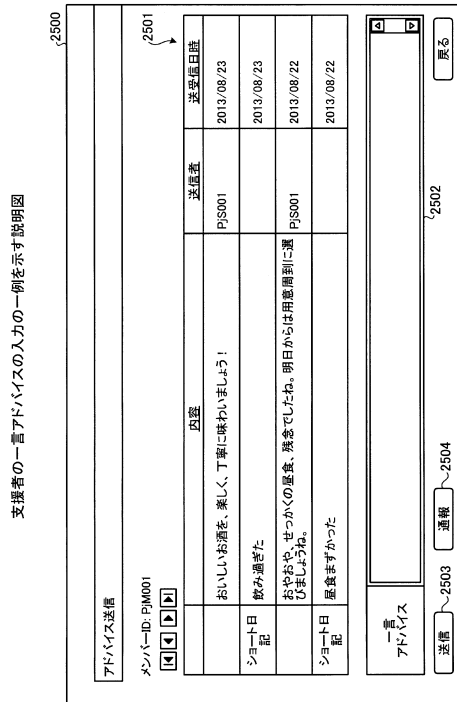 支援者の一言アドバイスの入力の一例を示す説明図
2500
アドバイス送信
メンバーID: PjM001
2501
内容 送信者 送受信日時
おいしいお酒を、楽しく、丁寧に味わいましょう! PjS001 2013/08/23
ショート日
記
飲み過ぎた 2013/08/23
おやおや、せっかくの昼食、残念でしたね。明日からは用意周到に選
びましょうね。 PjS001 2013/08/22
ショート日
記
昼食まずかった 2013/08/22
一言
アドバイス
2502
送信 2503 通報 2504 戻る